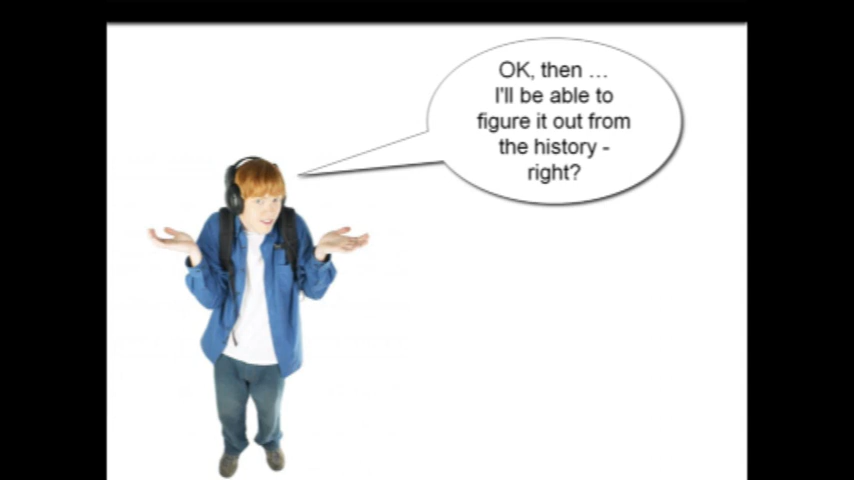 OK, then …
I'll be able to
figure it out from
the history -
right?